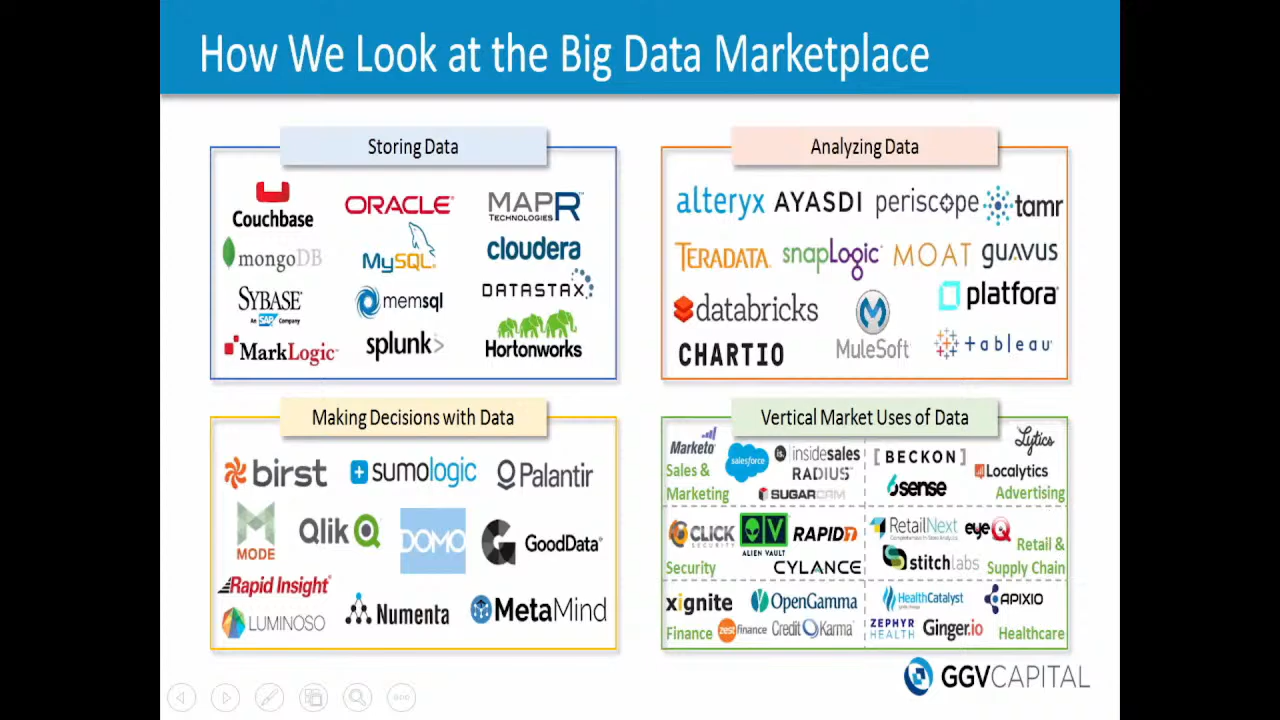 How We Look at the Big Data Marketplace
Storing Data
Couchbase
ORACLE
MAPR
TECHNOLOGIES
mongoDB
MySQL
cloudera
SYBASE
An SAP Company
memsql
DATASTAX
MarkLogic
splunk>
Hortonworks
Analyzing Data
alteryx AYASDI periscope tamr
TERADATA snapLogic MOAT guavus
databricks
MuleSoft
platfora
CHARTIO
tableau
Making Decisions with Data
birst sumologic Palantir
MODE
Qlik
DOMO
GoodData
Rapid Insight
LUMINOSO
Numenta
MetaMind
Vertical Market Uses of Data
Marketo
salesforce
is. insidesales
RADIUS
SUGARCRM
Sales &
Marketing
[BECKON]
Lytics
6sense
Localytics
Advertising
CLICK
SECURITY
ALIEN VAULT
RAPID7
CYLANCE
Security
RetailNext
eyeQ
stitchlabs
Retail &
Supply Chain
xignite
OpenGamma
zestfinance
Credit Karma
Finance
HealthCatalyst
APIXIO
ZEPHYR
HEALTH
Ginger.io
Healthcare
GGVCAPITAL